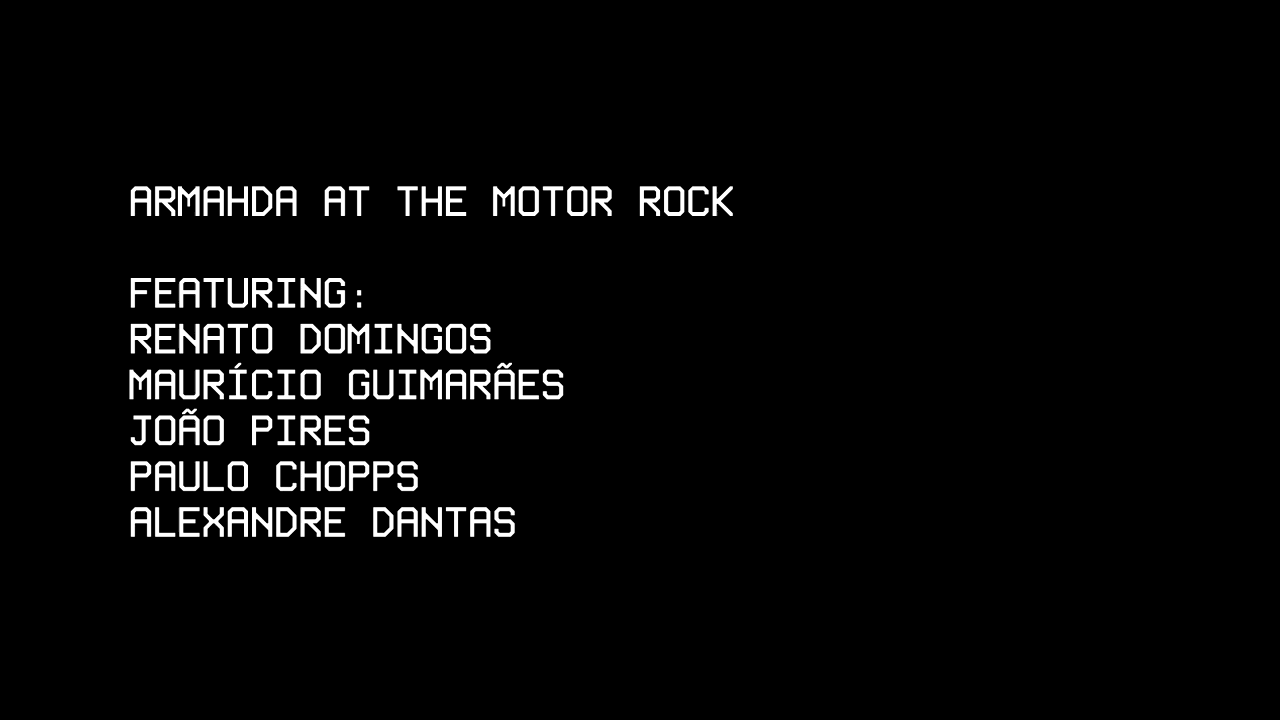 ARMAHDA AT THE MOTOR ROCK
FEATURING:
RENATO DOMINGOS
MAURÍCIO GUIMARÃES
JOÃO PIRES
PAULO CHOPPS
ALEXANDRE DANTAS